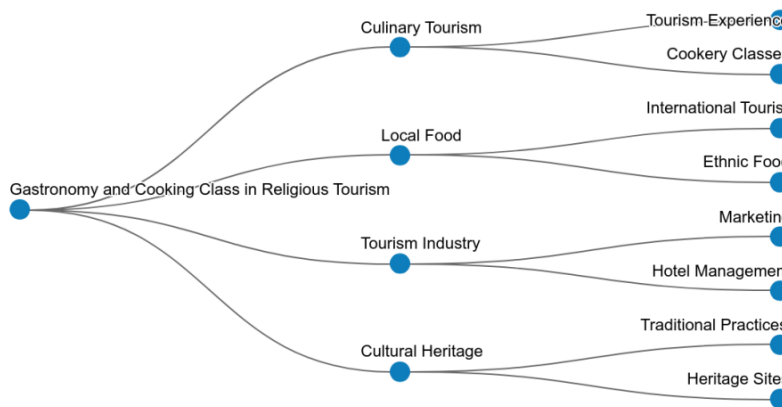 Tourism Experience
Culinary Tourism
Cookery Classe
International Touris
Local Food
Ethnic Foo
Gastronomy and Cooking Class in Religious Tourism
Marketin
Tourism Industry
Hotel Managemen
Traditional Practices
Cultural Heritage
Heritage Site